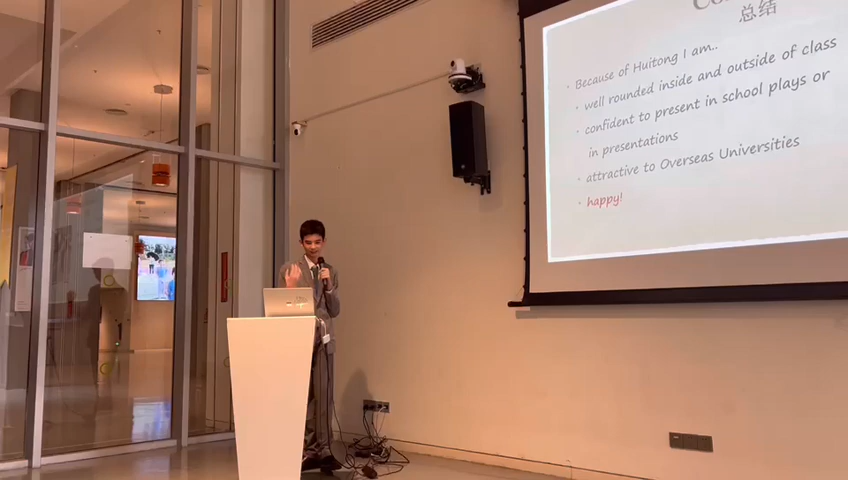 总结
Because of Huitong I am..
well rounded inside and outside of class
confident to present in school plays or
in presentations
attractive to Overseas Universities
happy!